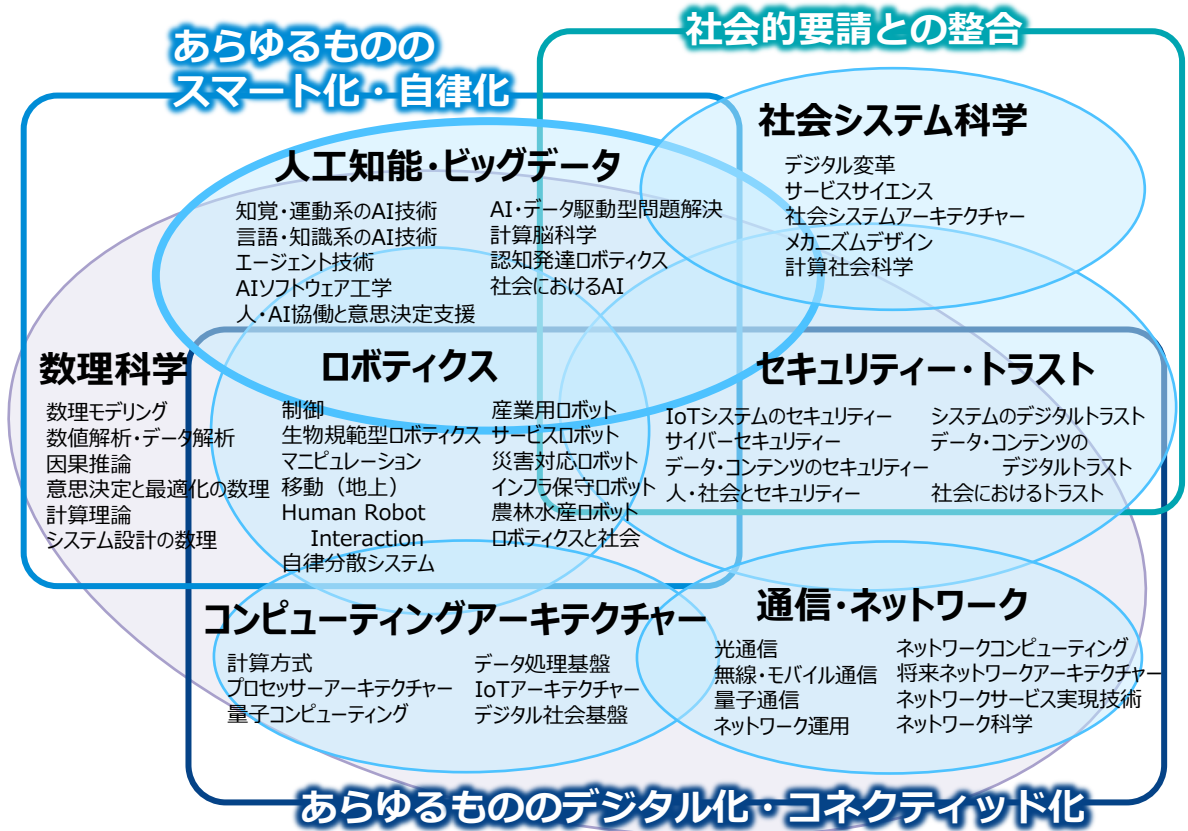 社会的要請との整合
あらゆるものの
スマート化・自律化
社会システム科学
デジタル変革
サービスサイエンス
社会システムアーキテクチャー
メカニズムデザイン
計算社会科学
人工知能・ビッグデータ
知覚・運動系のAI技術
言語・知識系のAI技術
エージェント技術
AIソフトウェア工学
人・AI協働と意思決定支援
AI・データ駆動型問題解決
計算脳科学
認知発達ロボティクス
社会におけるAI
数理科学
数理モデリング
数値解析・データ解析
因果推論
意思決定と最適化の数理
計算理論
システム設計の数理
ロボティクス
制御
生物規範型ロボティクス
マニピュレーション
移動（地上）
Human Robot
Interaction
自律分散システム
産業用ロボット
サービスロボット
災害対応ロボット
インフラ保守ロボット
農林水産ロボット
ロボティクスと社会
セキュリティー・トラスト
IoTシステムのセキュリティー
サイバーセキュリティー
データ・コンテンツのセキュリティー
人・社会とセキュリティー
システムのデジタルトラスト
データ・コンテンツの
デジタルトラスト
社会におけるトラスト
コンピューティングアーキテクチャー
計算方式
プロセッサーアーキテクチャー
量子コンピューティング
データ処理基盤
IoTアーキテクチャー
デジタル社会基盤
通信・ネットワーク
光通信
無線・モバイル通信
量子通信
ネットワーク運用
ネットワークコンピューティング
将来ネットワークアーキテクチャー
ネットワークサービス実現技術
ネットワーク科学
あらゆるもののデジタル化・コネクティッド化